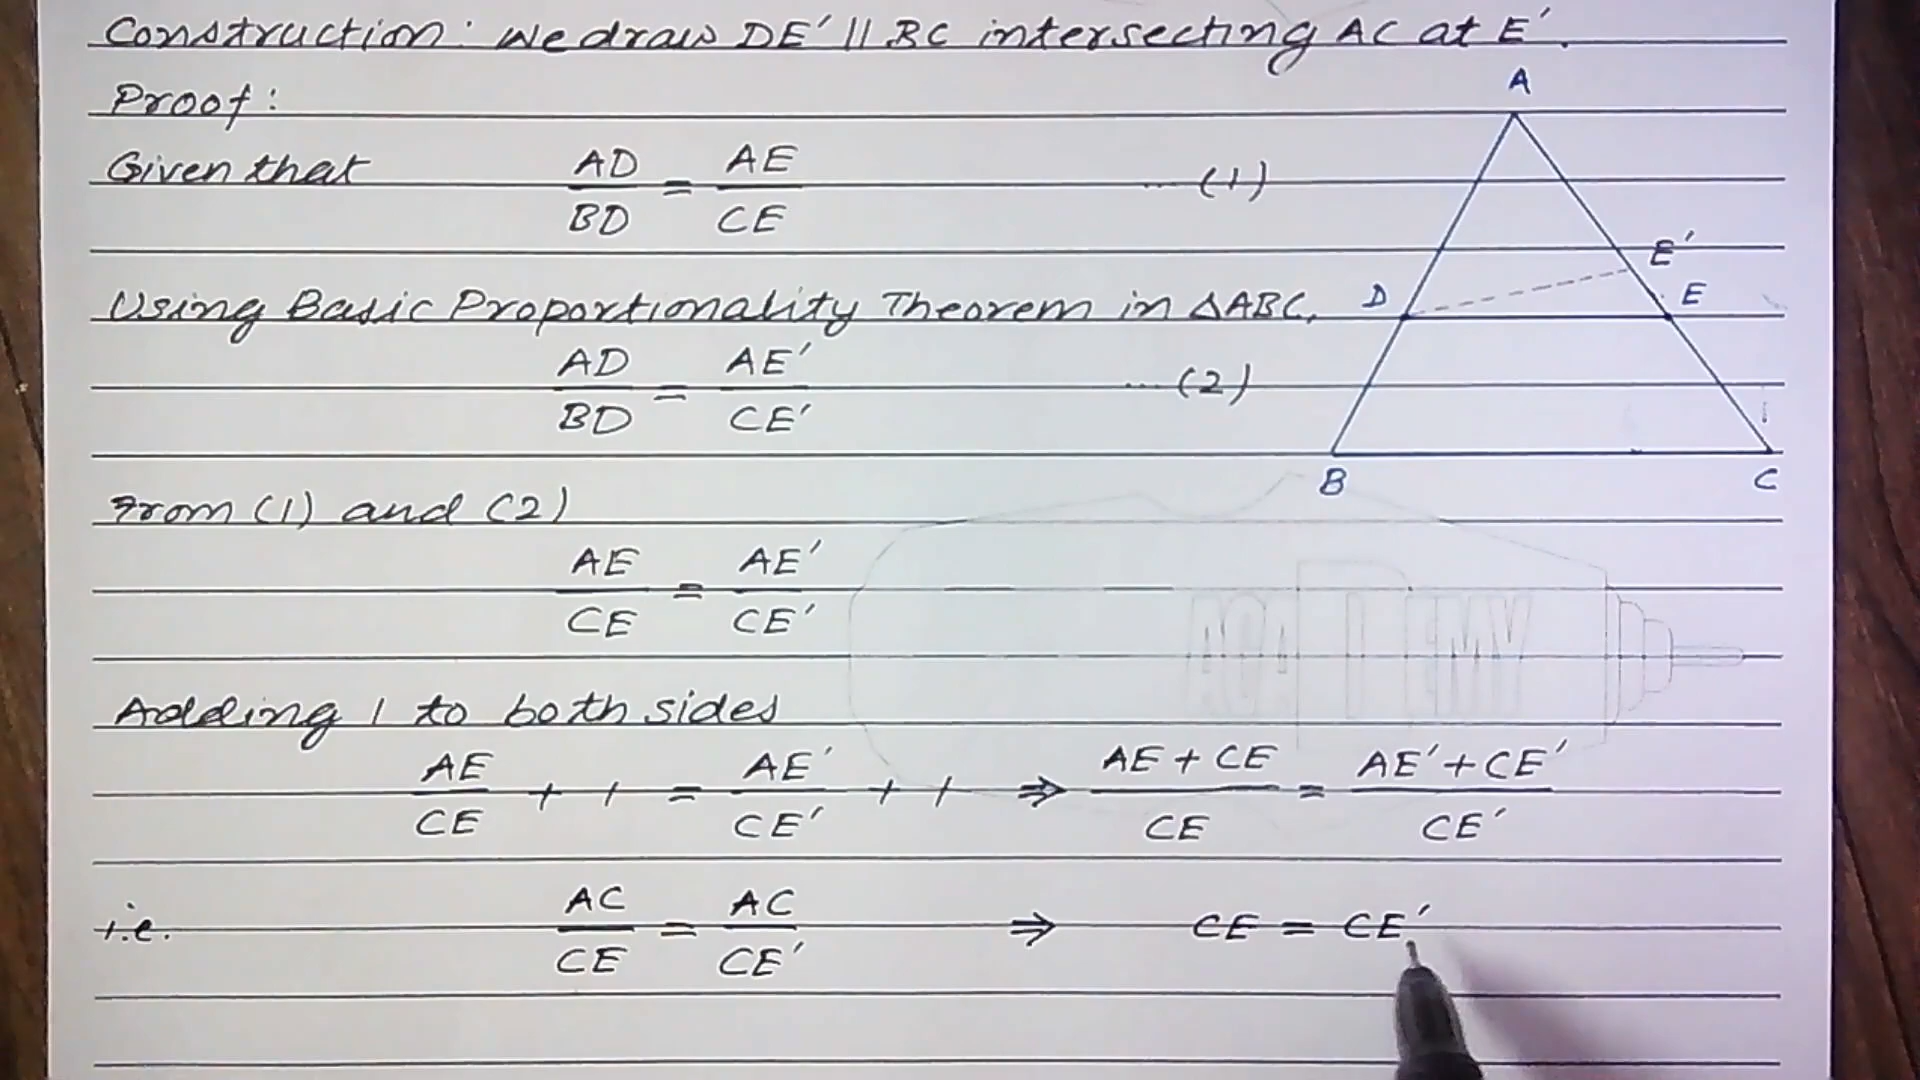 Construction: We draw DE′ || BC intersecting AC at E′.
Proof:
Given that AD/BD = AE/CE ... (1)
Using Basic Proportionality Theorem in ΔABC,
AD/BD = AE′/CE′ ... (2)
From (1) and (2)
AE/CE = AE′/CE′
Adding 1 to both sides
AE/CE + 1 = AE′/CE′ + 1 ⇒ AE + CE/CE = AE′ + CE′/CE′
i.e. AC/CE = AC/CE′ ⇒ CE = CE′
A
E′
D E
B C
ACADEMY